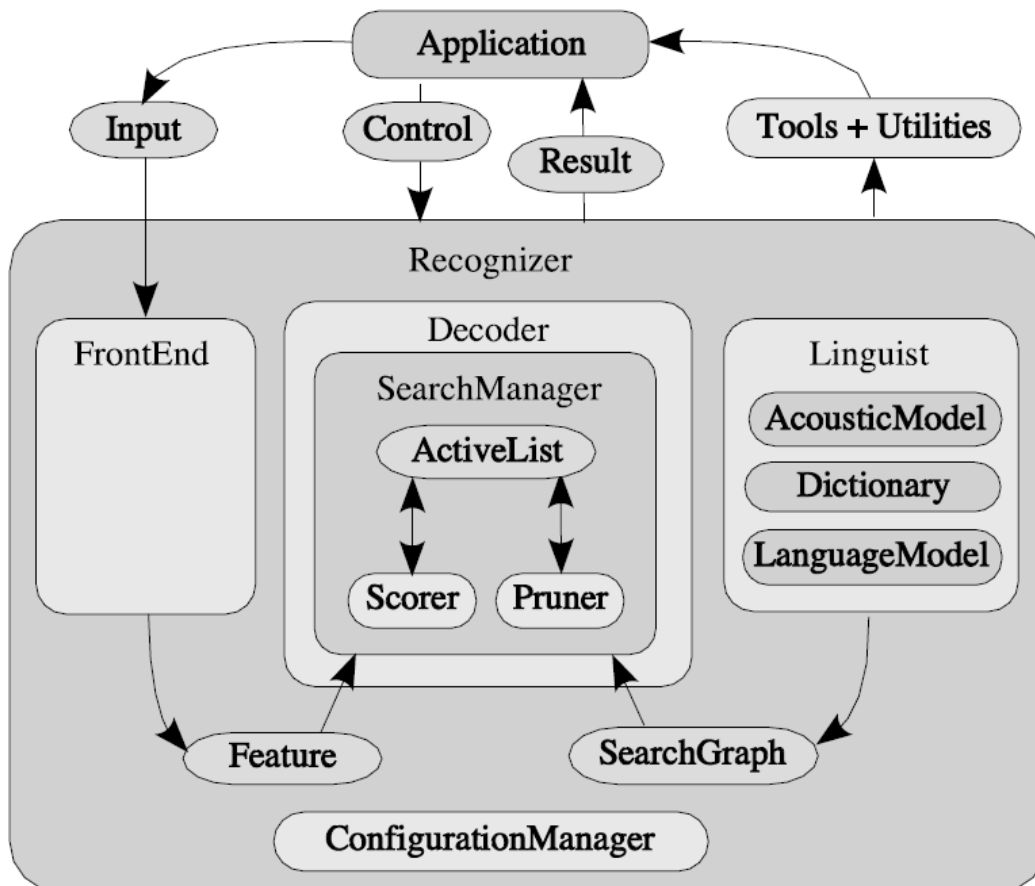 Application
Input
Control
Result
Tools + Utilities
Recognizer
FrontEnd
Decoder
SearchManager
ActiveList
Scorer
Pruner
Linguist
AcousticModel
Dictionary
LanguageModel
Feature
SearchGraph
ConfigurationManager